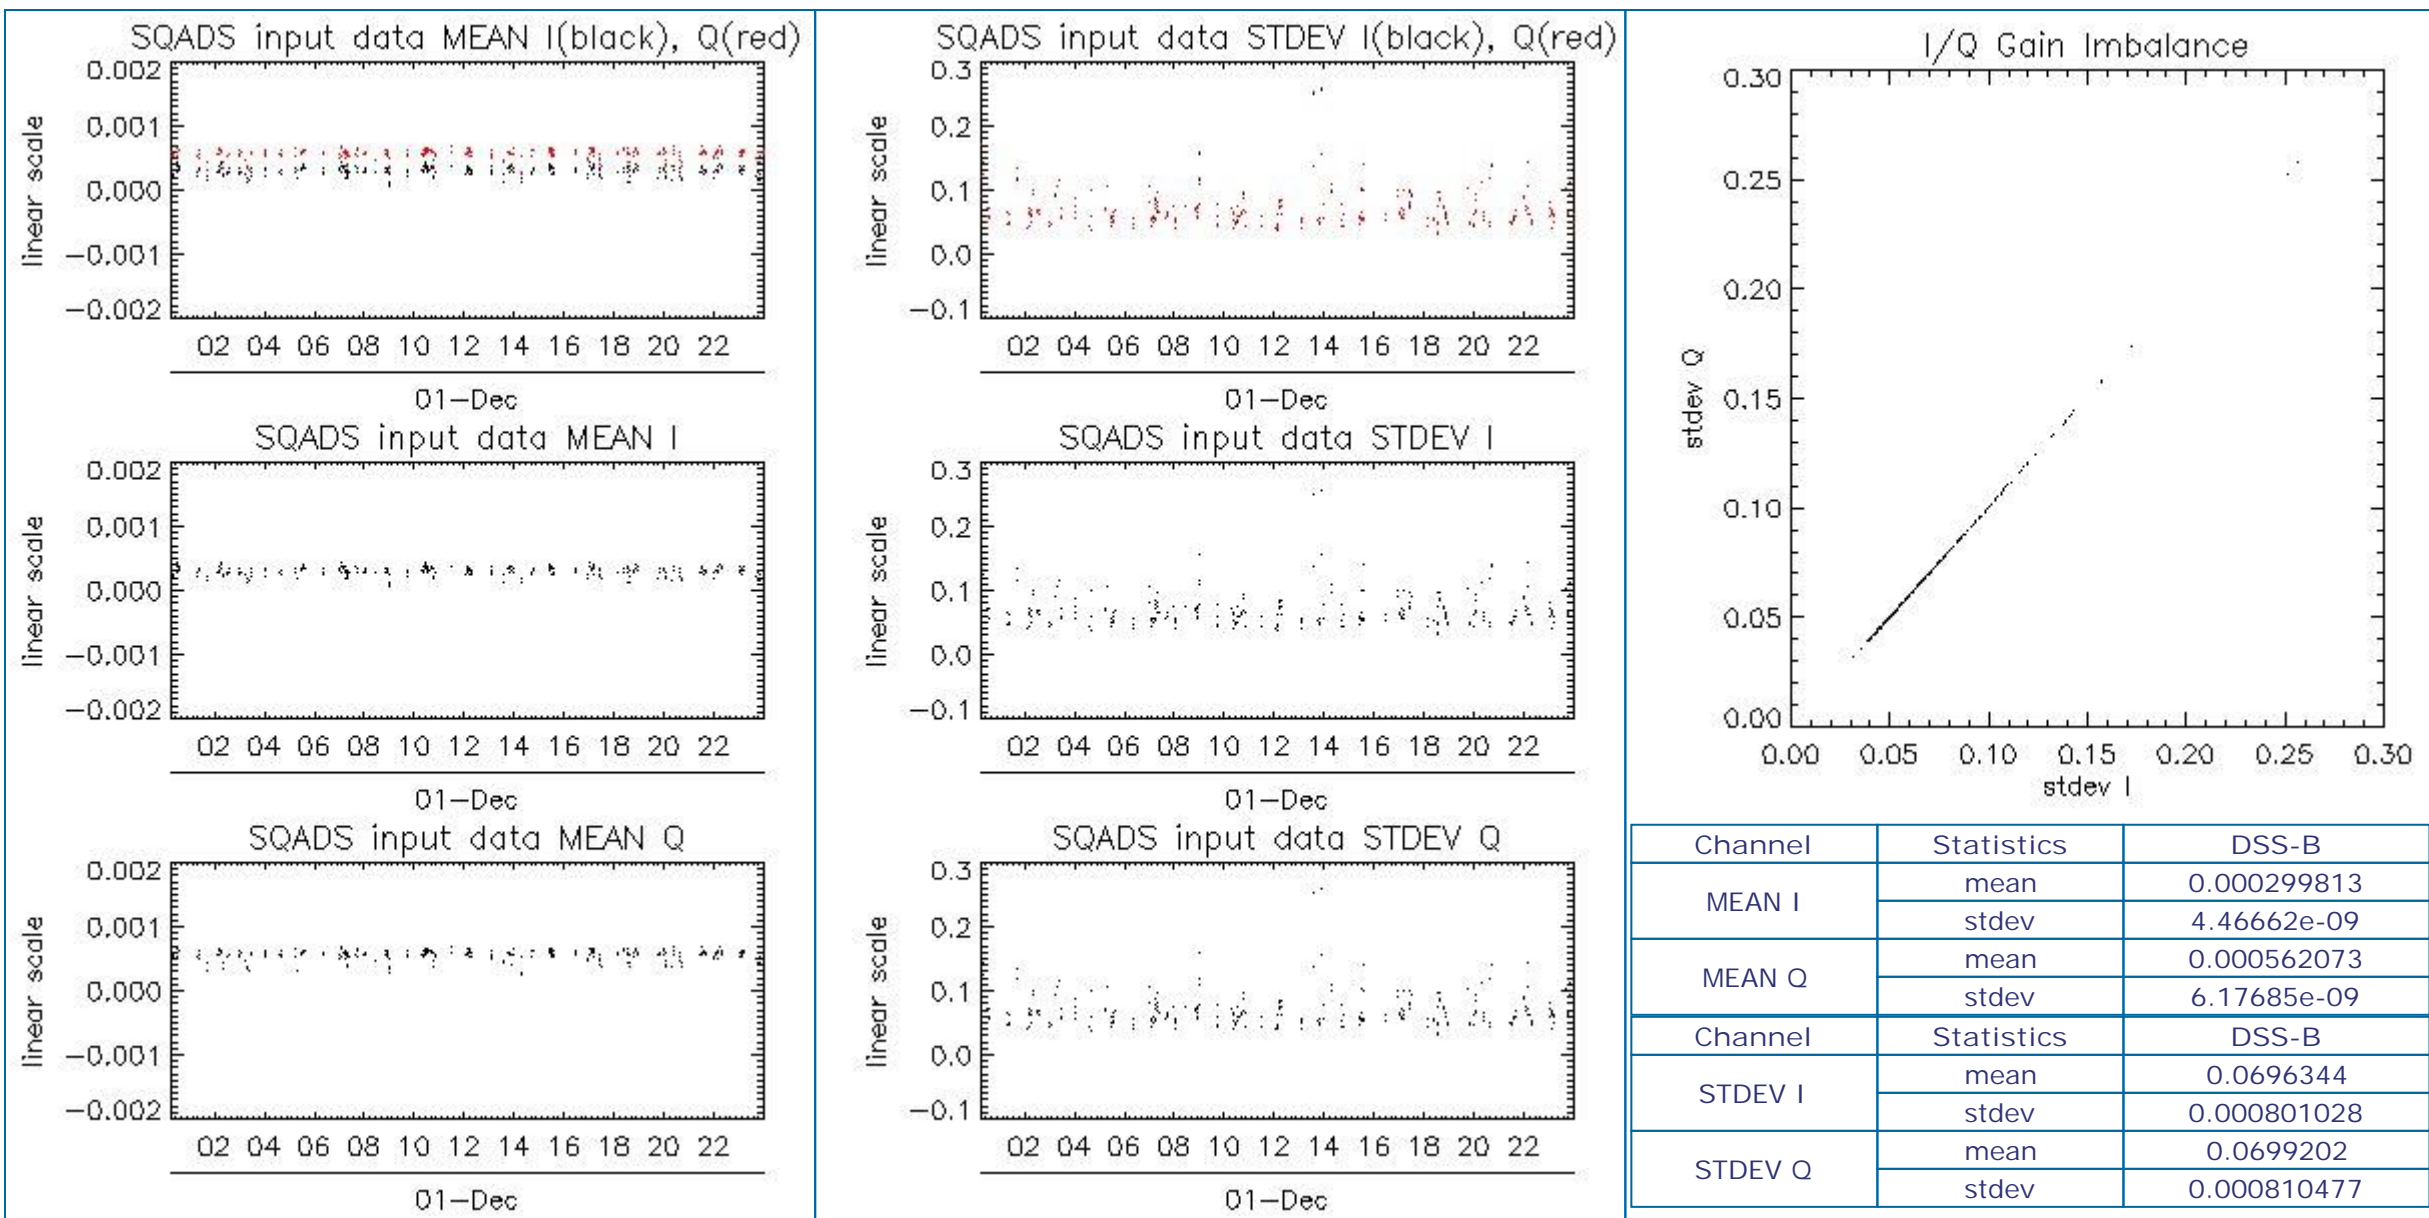 SQADS input data MEAN I(black), Q(red)
0.002
0.001
0.000
-0.001
-0.002
linear scale
02 04 06 08 10 12 14 16 18 20 22
01-Dec
SQADS input data MEAN I
0.002
0.001
0.000
-0.001
-0.002
linear scale
02 04 06 08 10 12 14 16 18 20 22
01-Dec
SQADS input data MEAN Q
0.002
0.001
0.000
-0.001
-0.002
linear scale
02 04 06 08 10 12 14 16 18 20 22
01-Dec
SQADS input data STDEV I(black), Q(red)
0.3
0.2
0.1
0.0
-0.1
linear scale
02 04 06 08 10 12 14 16 18 20 22
01-Dec
SQADS input data STDEV I
0.3
0.2
0.1
0.0
-0.1
linear scale
02 04 06 08 10 12 14 16 18 20 22
01-Dec
SQADS input data STDEV Q
0.3
0.2
0.1
0.0
-0.1
linear scale
02 04 06 08 10 12 14 16 18 20 22
01-Dec
I/Q Gain Imbalance
0.30
0.25
0.20
0.15
0.10
0.05
0.00
stdev Q
0.00 0.05 0.10 0.15 0.20 0.25 0.30
stdev I
Channel Statistics DSS-B
MEAN I mean 0.000299813
stdev 4.46662e-09
MEAN Q mean 0.000562073
stdev 6.17685e-09
Channel Statistics DSS-B
STDEV I mean 0.0696344
stdev 0.000801028
STDEV Q mean 0.0699202
stdev 0.000810477